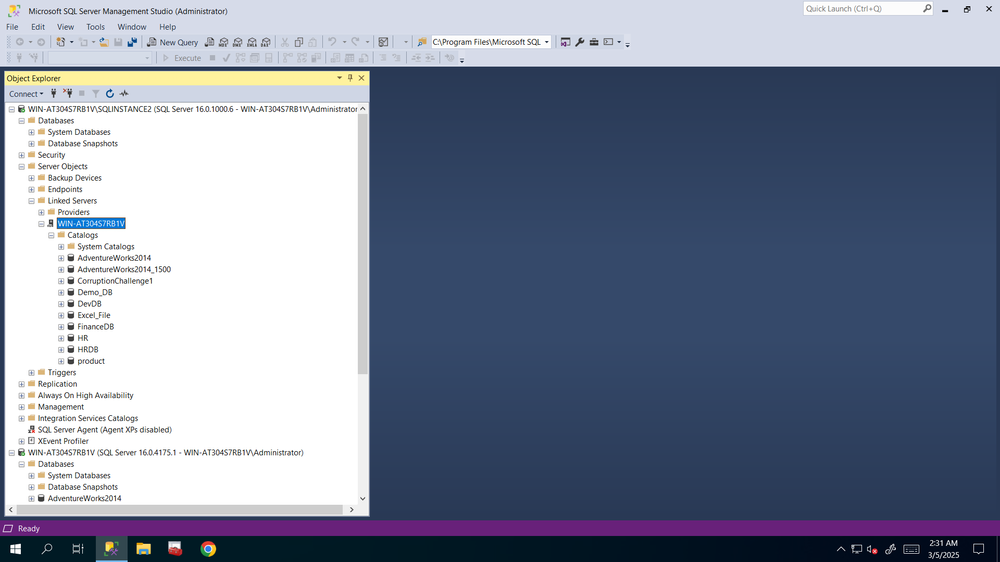 Microsoft SQL Server Management Studio (Administrator)
Quick Launch (Ctrl+Q)
File Edit View Tools Window Help
New Query MDX DMX XMLA DAX C:\Program Files\Microsoft SQL
Execute
Object Explorer
Connect
WIN-AT304S7RB1V\SQLINSTANCE2 (SQL Server 16.0.1000.6 - WIN-AT304S7RB1V\Administrator
Databases
System Databases
Database Snapshots
Security
Server Objects
Backup Devices
Endpoints
Linked Servers
Providers
WIN-AT304S7RB1V
Catalogs
System Catalogs
AdventureWorks2014
AdventureWorks2014_1500
CorruptionChallenge1
Demo_DB
DevDB
Excel_File
FinanceDB
HR
HRDB
product
Triggers
Replication
Always On High Availability
Management
Integration Services Catalogs
SQL Server Agent (Agent XPs disabled)
XEvent Profiler
WIN-AT304S7RB1V (SQL Server 16.0.4175.1 - WIN-AT304S7RB1V\Administrator)
Databases
System Databases
Database Snapshots
AdventureWorks2014
Ready
2:31 AM
3/5/2025